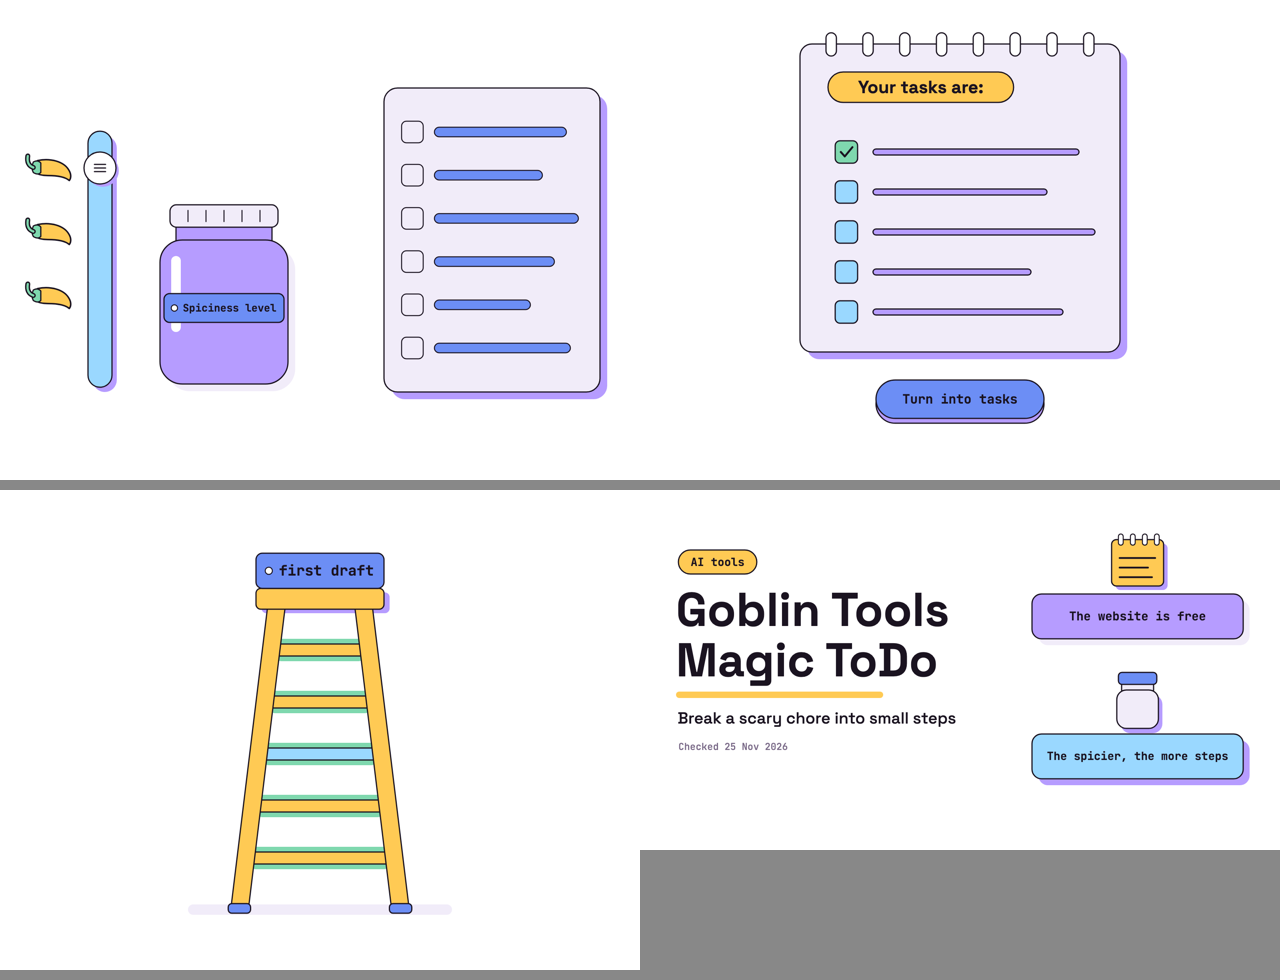 Spiciness level
Your tasks are:
Turn into tasks
first draft
AI tools
Goblin Tools
Magic ToDo
Break a scary chore into small steps
Checked 25 Nov 2026
The website is free
The spicier, the more steps